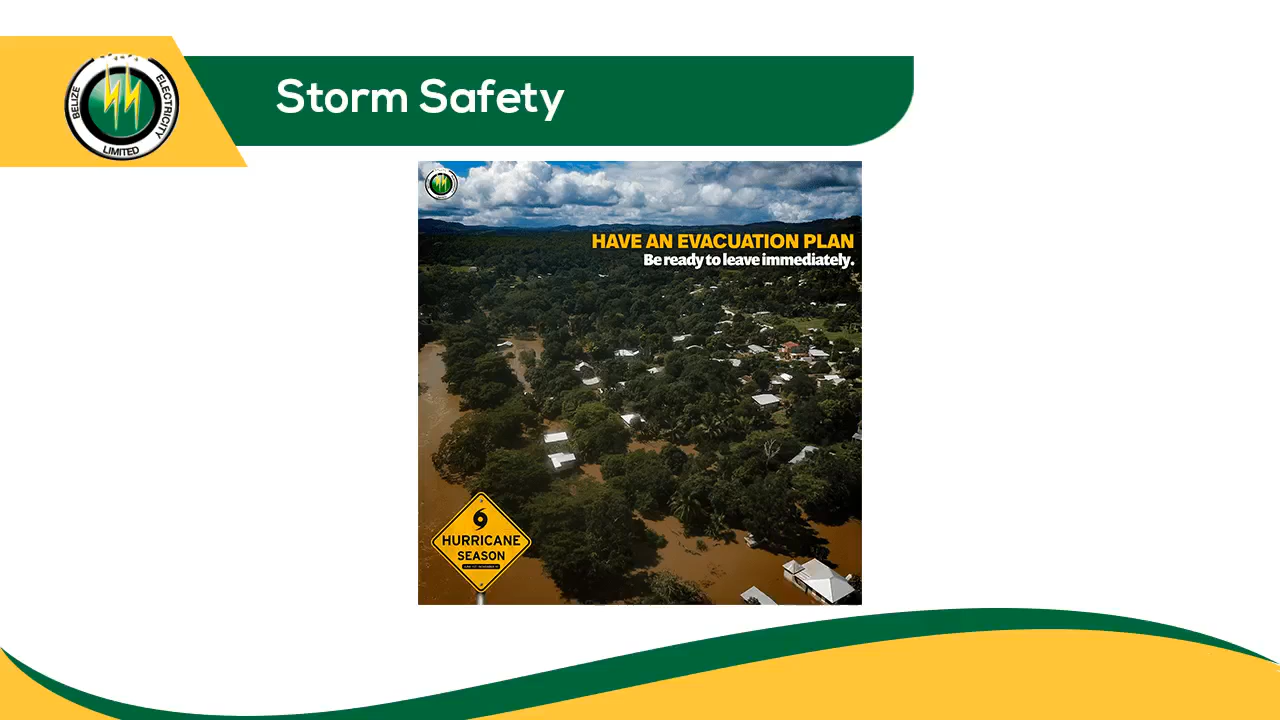 BELIZE ELECTRICITY
LIMITED
Storm Safety
HAVE AN EVACUATION PLAN
Be ready to leave immediately.
HURRICANE
SEASON